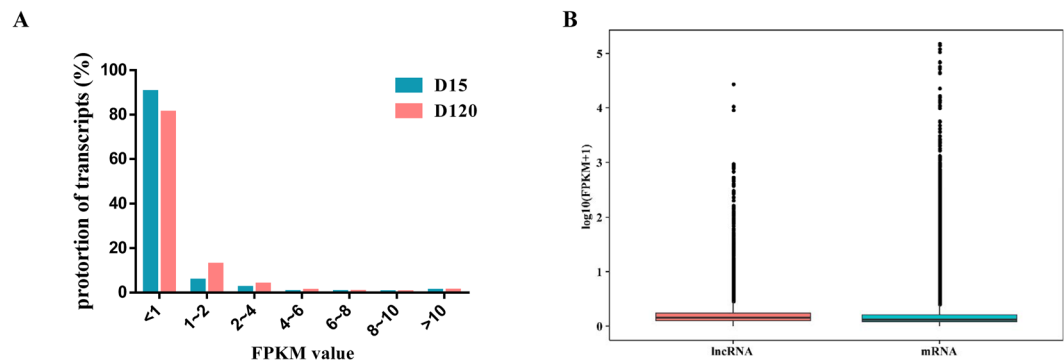 A
protortion of transcripts (%)
100
80
60
40
20
0
D15
D120
<1
1~2
2~4
4~6
6~8
8~10
>10
FPKM value
B
log10(FPKM+1)
5
4
3
2
1
0
lncRNA
mRNA